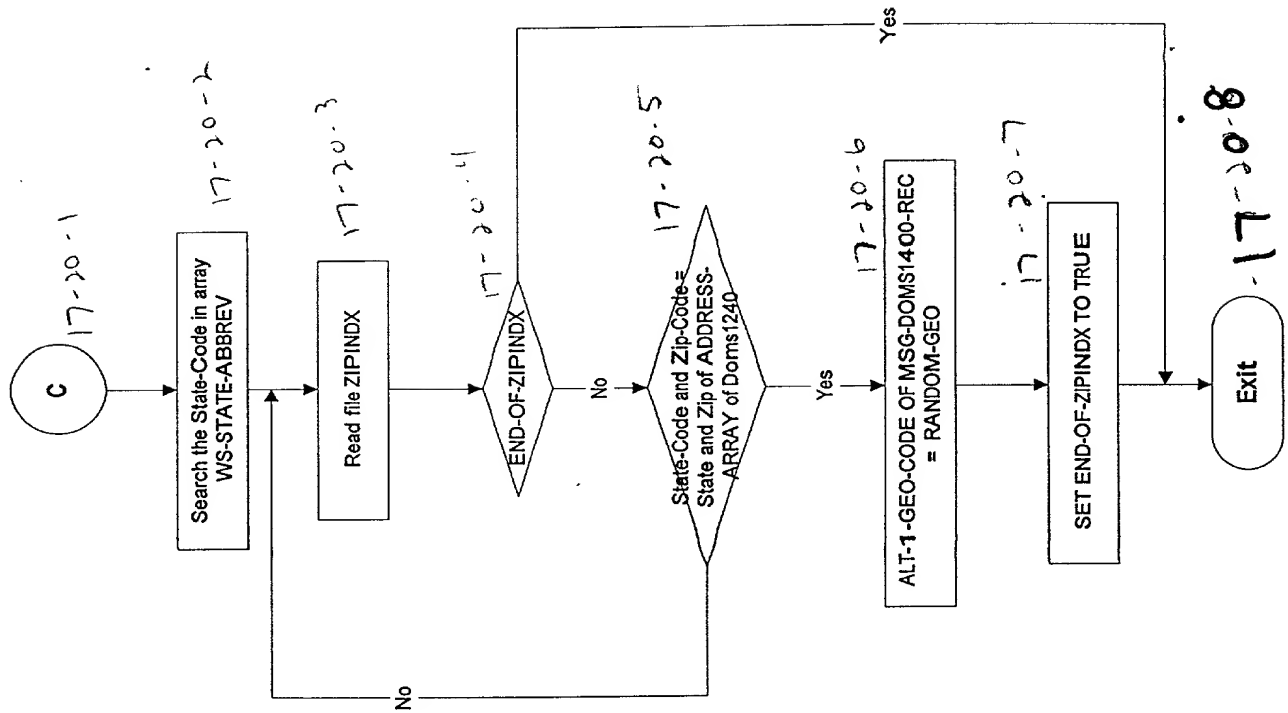 C
17-20-1
Search the State-Code in array
WS-STATE-ABBREV
17-20-2
Read file ZIPINDX
17-20-3
END-OF-ZIPINDX
17-20-4
Yes
No
State-Code and Zip-Code =
State and Zip of ADDRESS-
ARRAY of Doms1240
17-20-5
No
Yes
ALT-1-GEO-CODE OF MSG-DOMS1400-REC
= RANDOM-GEO
17-20-6
SET END-OF-ZIPINDX TO TRUE
17-20-7
Exit
17-20-8